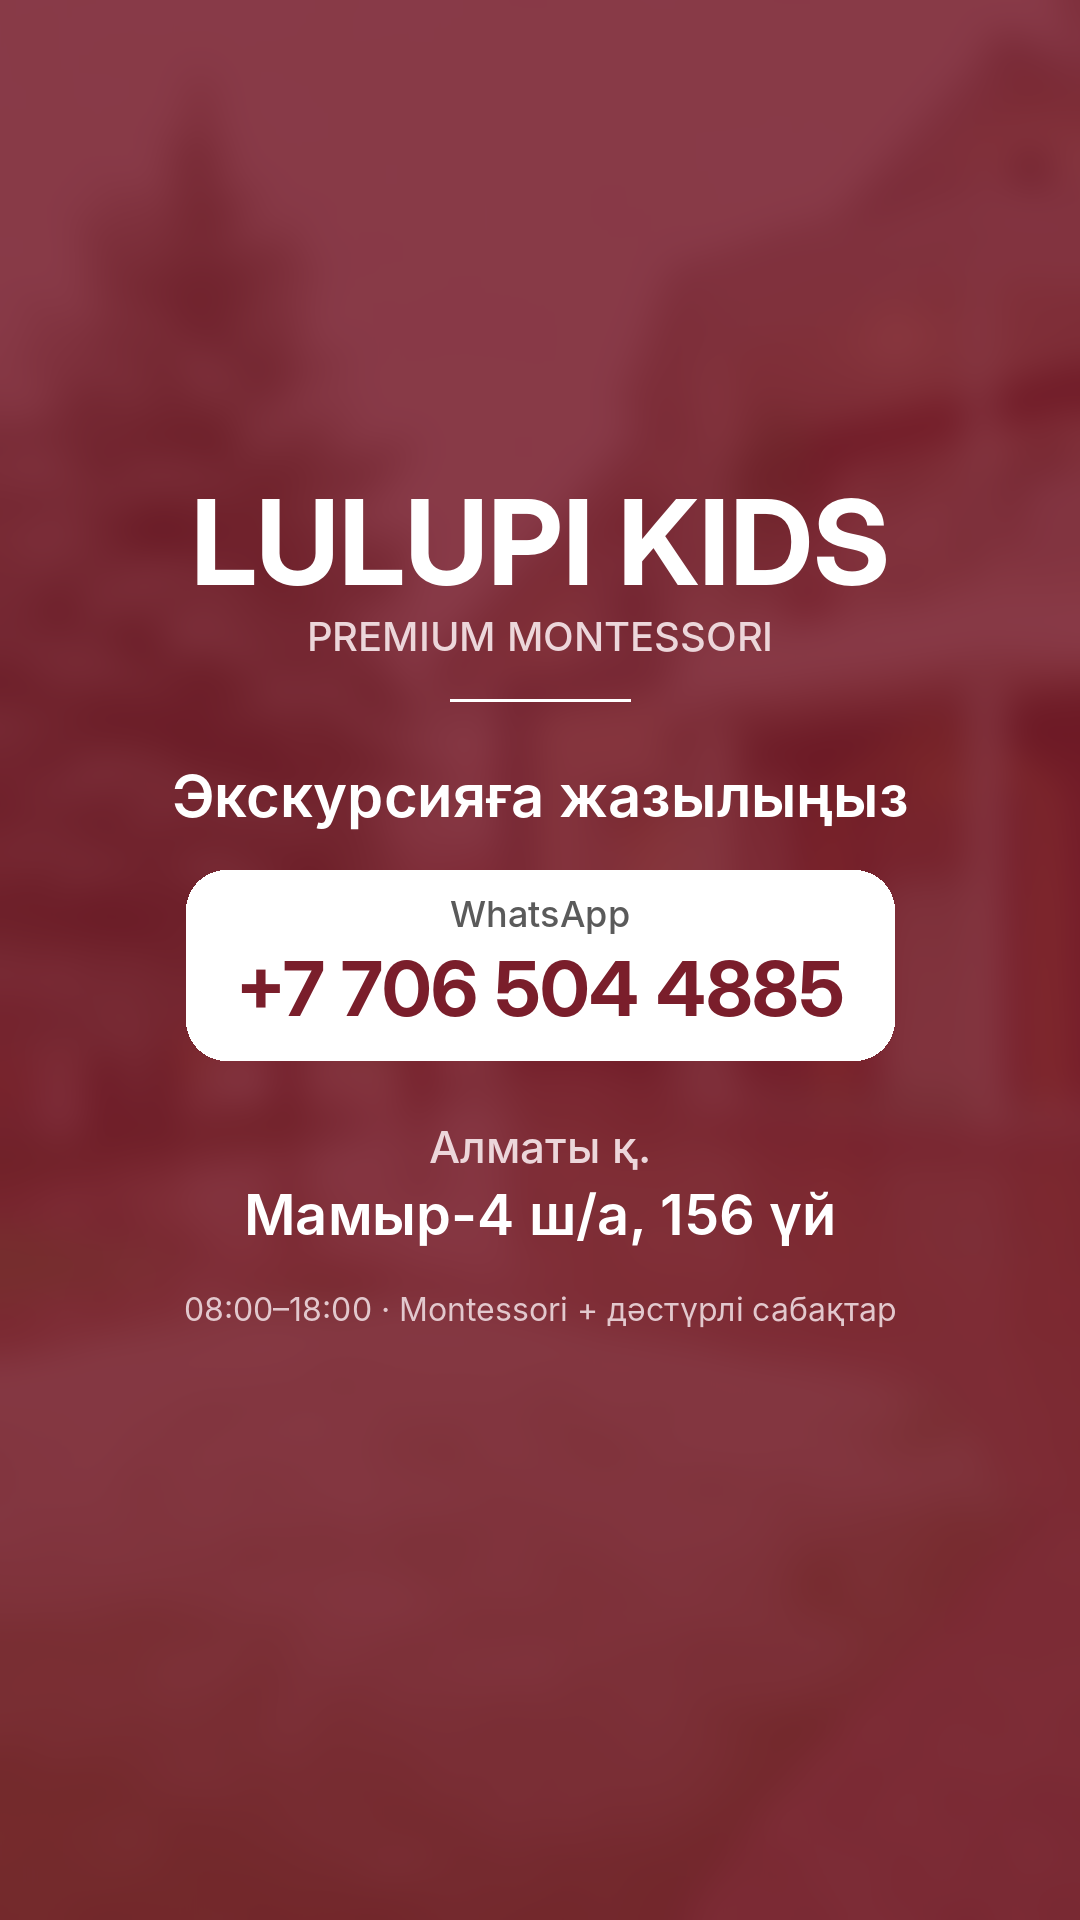 LULUPI KIDS
PREMIUM MONTESSORI
Экскурсияға жазылыңыз
WhatsApp
+7 706 504 4885
Алматы қ.
Мамыр-4 ш/а, 156 үй
08:00–18:00 · Montessori + дәстүрлі сабақтар